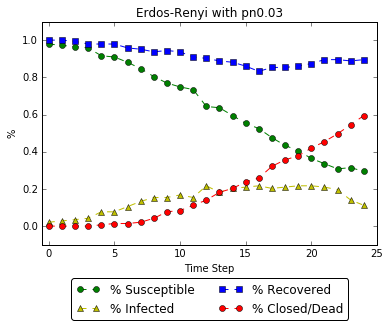 Erdos-Renyi with pn0.03
1.0
0.8
0.6
0.4
0.2
0.0
%
0 5 10 15 20 25
Time Step
% Susceptible % Recovered
% Infected % Closed/Dead